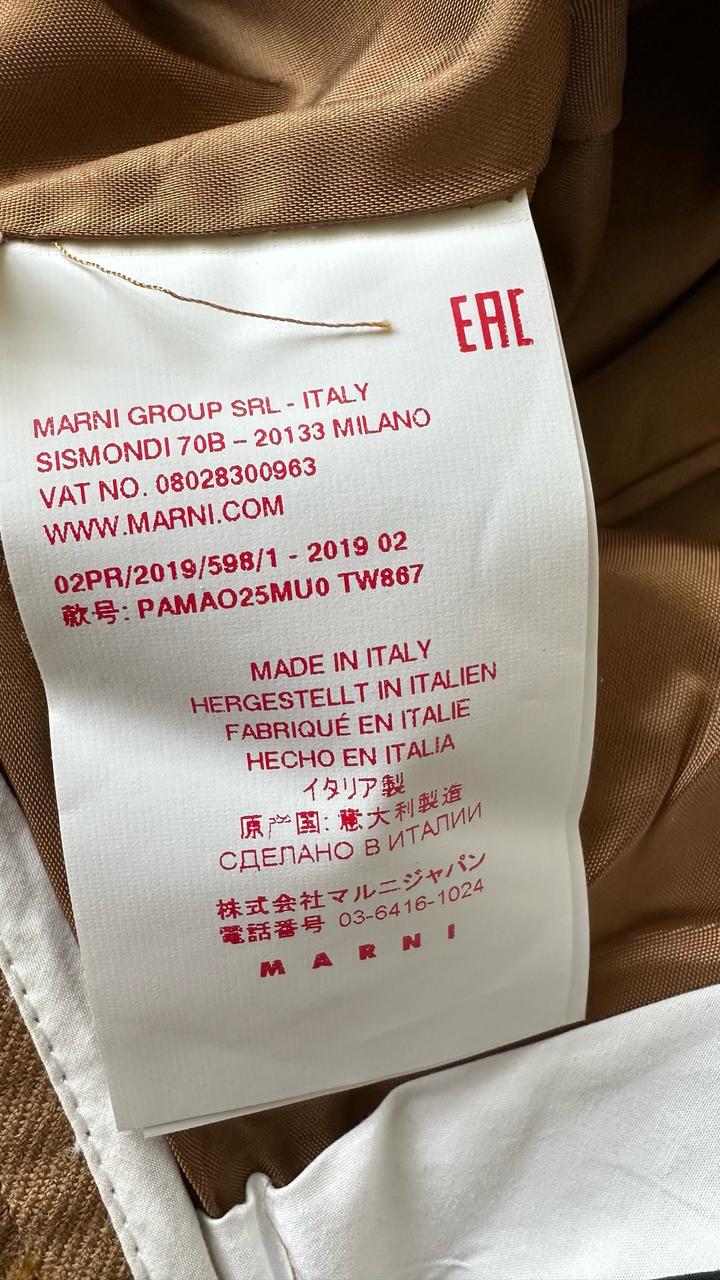 EAC
MARNI GROUP SRL - ITALY
SISMONDI 70B – 20133 MILANO
VAT NO. 08028300963
WWW.MARNI.COM
02PR/2019/598/1 - 2019 02
款号: PAMAO25MU0 TW867
MADE IN ITALY
HERGESTELLT IN ITALIEN
FABRIQUÉ EN ITALIE
HECHO EN ITALIA
イタリア製
原产国: 意大利製造
СДЕЛАНО В ИТАЛИИ
株式会社マルニジャパン
電話番号 03-6416-1024
MARNI